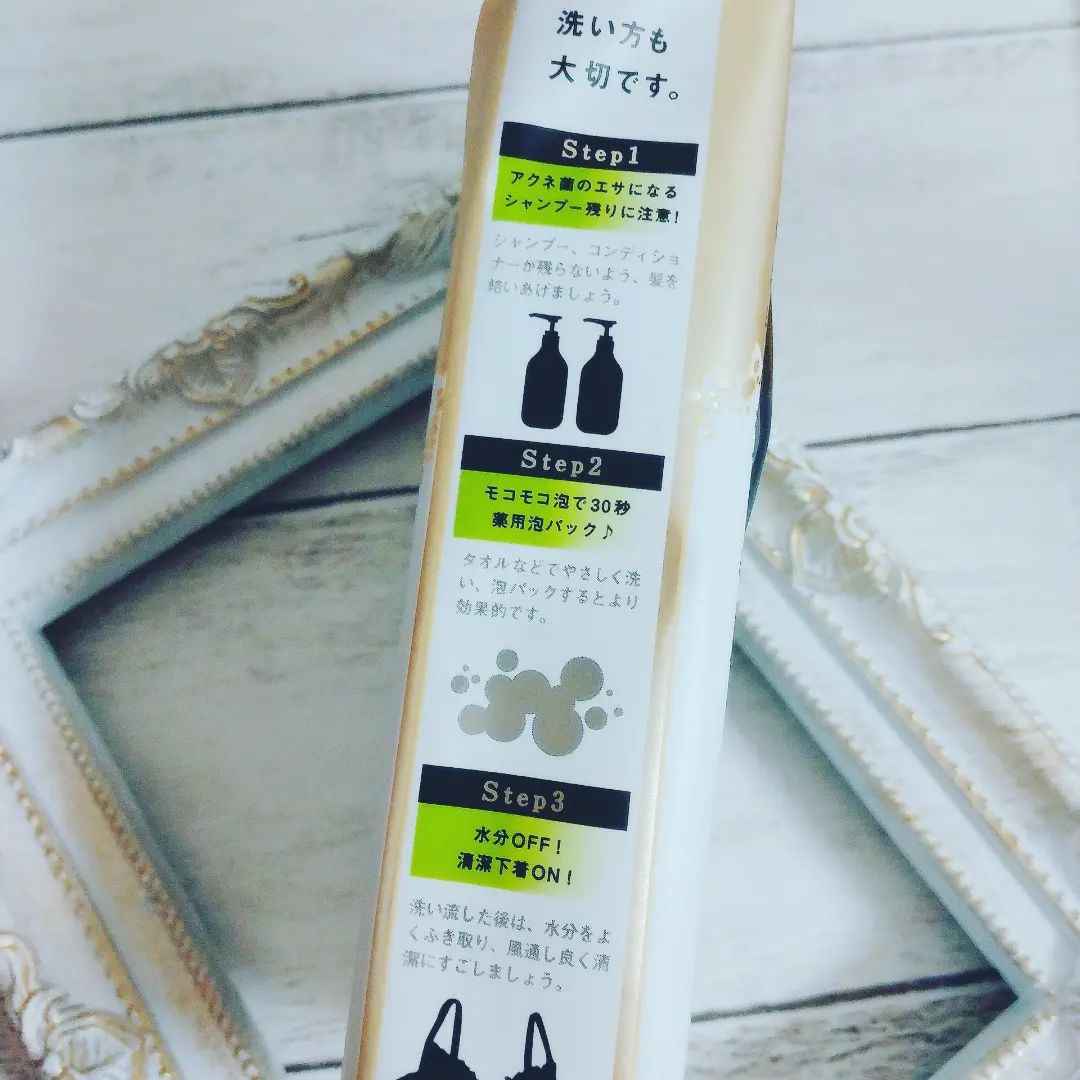 洗い方も
大切です。
Step1
アクネ菌のエサになる
シャンプー残りに注意!
シャンプー、コンディショ
ナーが残らないよう、髪を
結いあげましょう。
Step2
モコモコ泡で30秒
薬用泡パック♪
タオルなどでやさしく洗
い、泡パックするとより
効果的です。
Step3
水分OFF!
清潔下着ON!
洗い流した後は、水分をよ
くふき取り、風通し良く清
潔にすごしましょう。